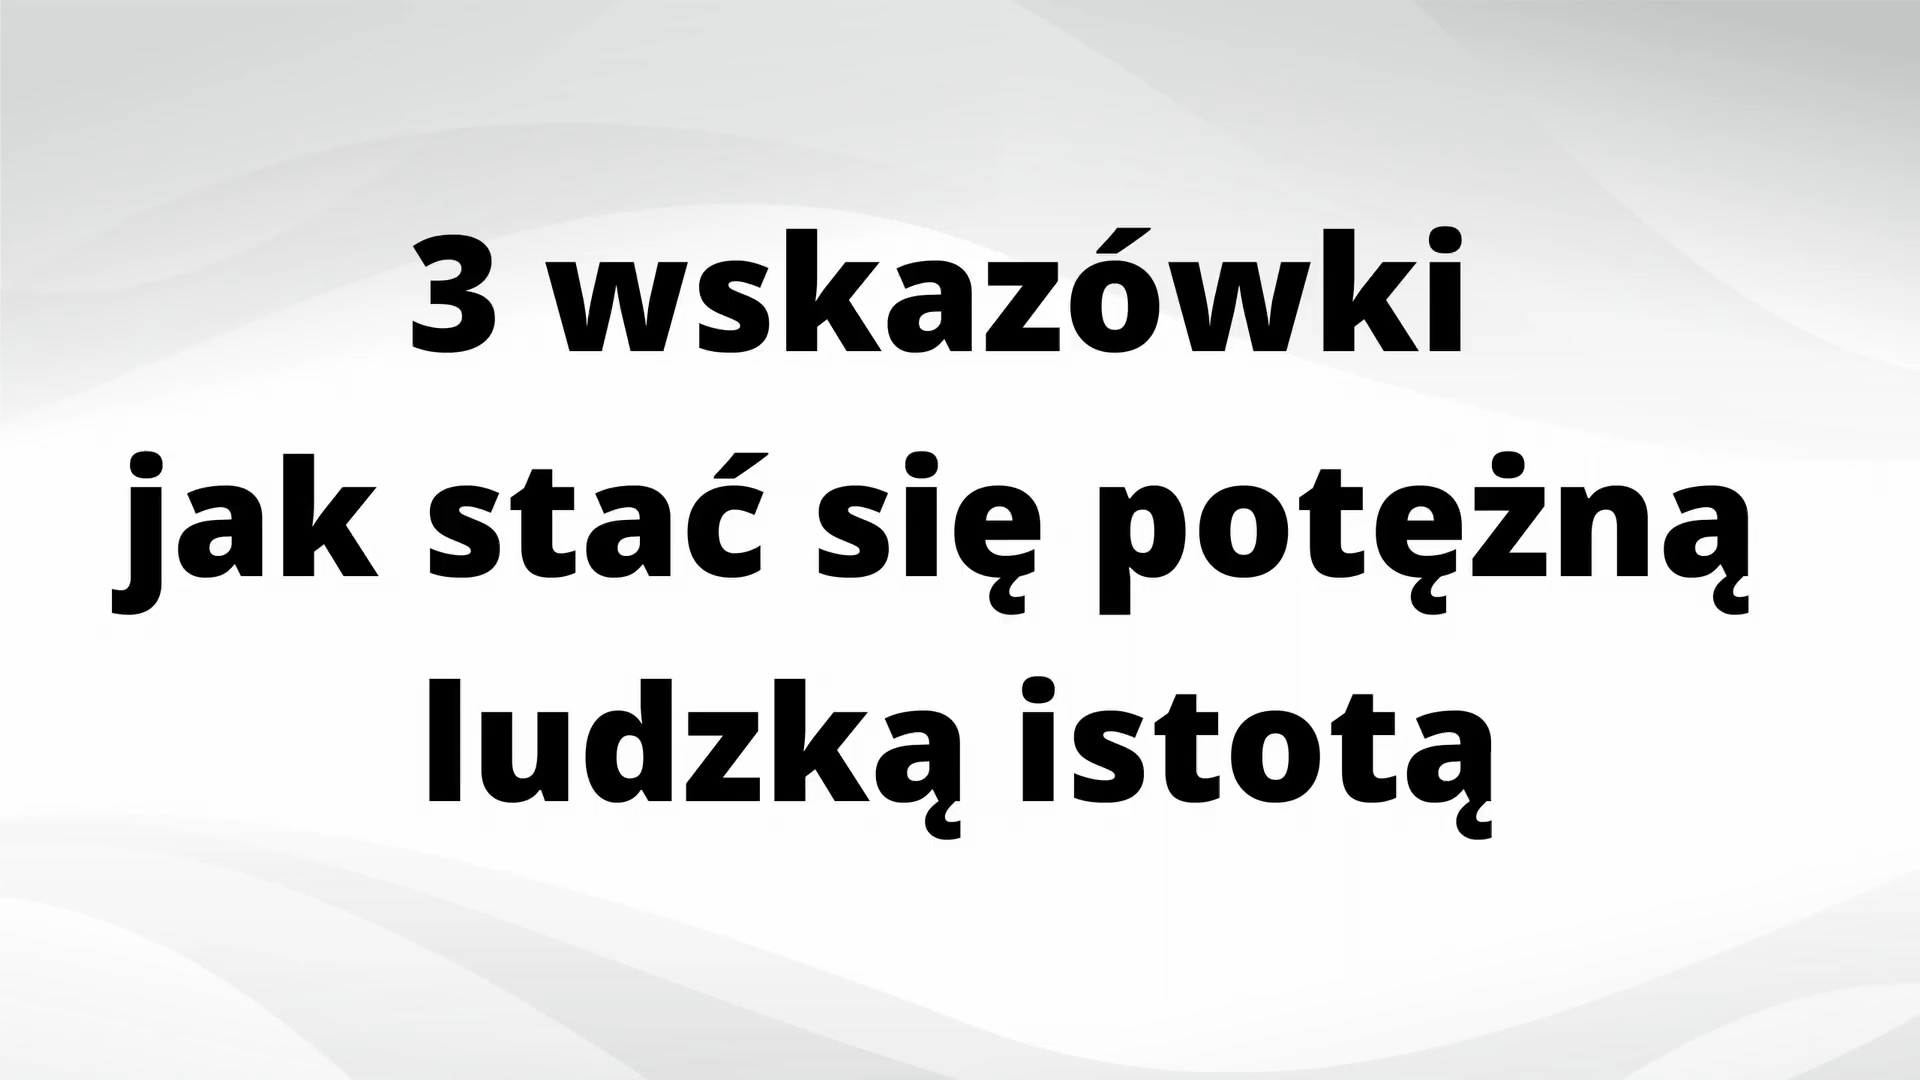 3 wskazówki
jak stać się potężną
ludzką istotą